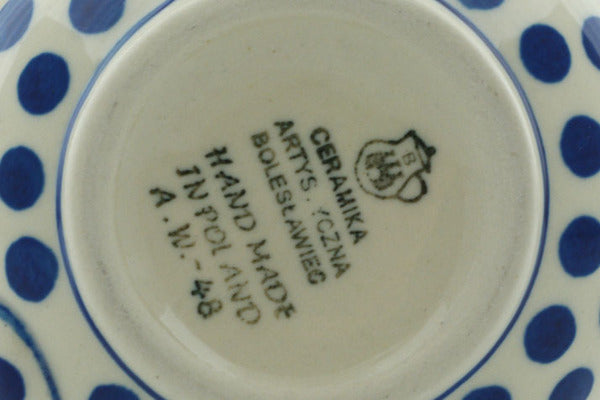 B
CERAMIKA
ARTYS. YCZNA
BOLESŁAWIEC
HAND MADE
IN POLAND
A.W.-48